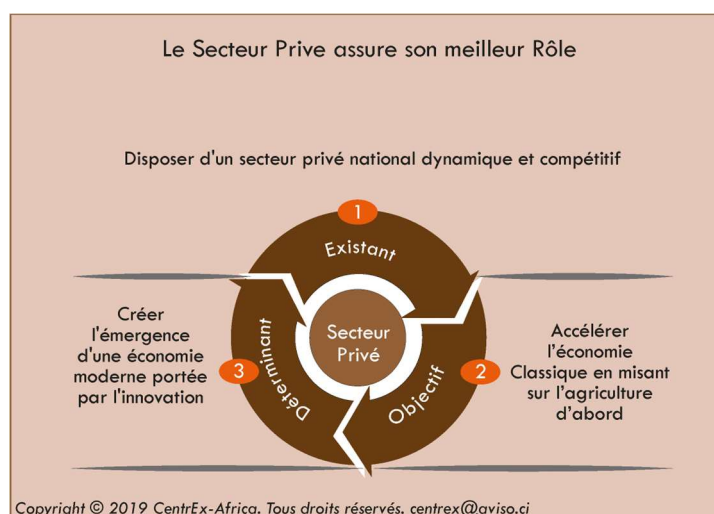 Le Secteur Prive assure son meilleur Rôle
Disposer d'un secteur privé national dynamique et compétitif
1
Existant
Secteur
Privé
2
Objectif
Accélérer
l'économie
Classique en misant
sur l'agriculture
d'abord
3
Déterminant
Créer
l'émergence
d'une économie
moderne portée
par l'innovation
Copyright © 2019 CentrEx-Africa. Tous droits réservés. centrex@aviso.ci